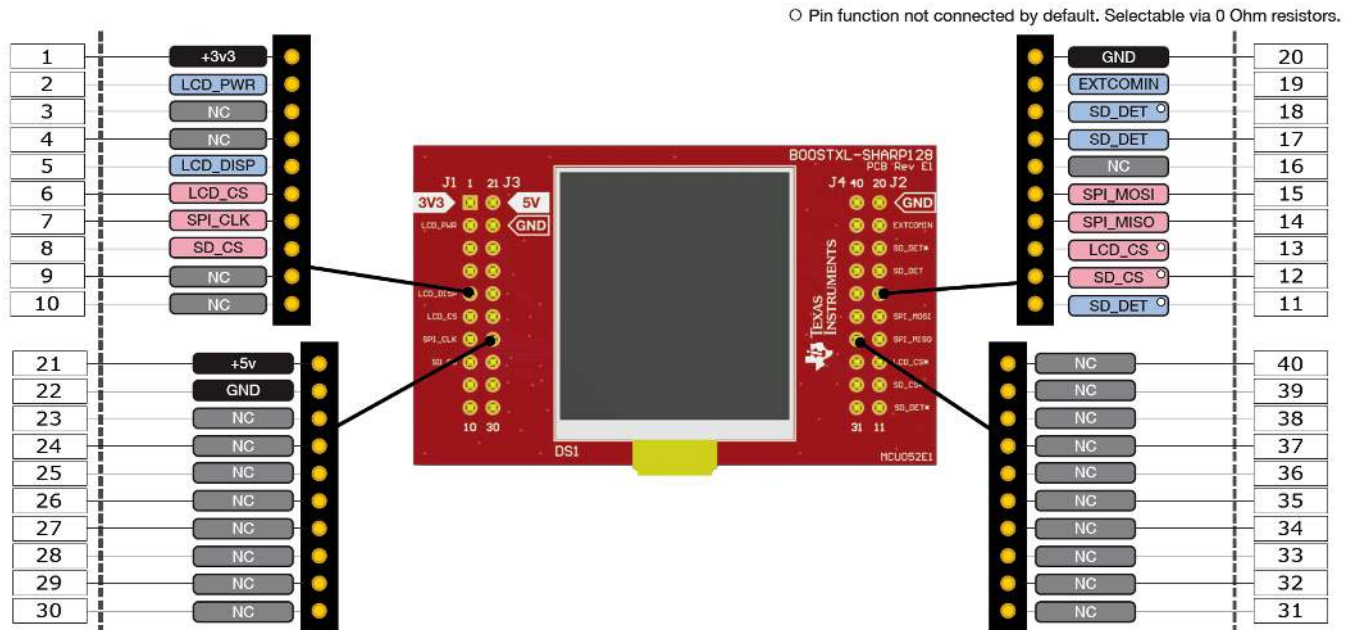 O Pin function not connected by default. Selectable via 0 Ohm resistors.
1 +3v3
2 LCD_PWR
3 NC
4 NC
5 LCD_DISP
6 LCD_CS
7 SPI_CLK
8 SD_CS
9 NC
10 NC
21 +5v
22 GND
23 NC
24 NC
25 NC
26 NC
27 NC
28 NC
29 NC
30 NC
BOOSTXL-SHARP128
PCB Rev E1
J1 1 21 J3
3V3 5V
LCD_PWR GND
LCD_DISP
LCD_CS
SPI_CLK
10 30
J4 40 20 J2
GND
EXTCOMIN
SD_DET*
SD_DET
SPI_MOSI
SPI_MISO
LCD_CS*
SD_CS*
SD_DET*
31 11
TEXAS
INSTRUMENTS
DS1
MCU052E1
GND 20
EXTCOMIN 19
SD_DET O 18
SD_DET 17
NC 16
SPI_MOSI 15
SPI_MISO 14
LCD_CS O 13
SD_CS O 12
SD_DET O 11
NC 40
NC 39
NC 38
NC 37
NC 36
NC 35
NC 34
NC 33
NC 32
NC 31